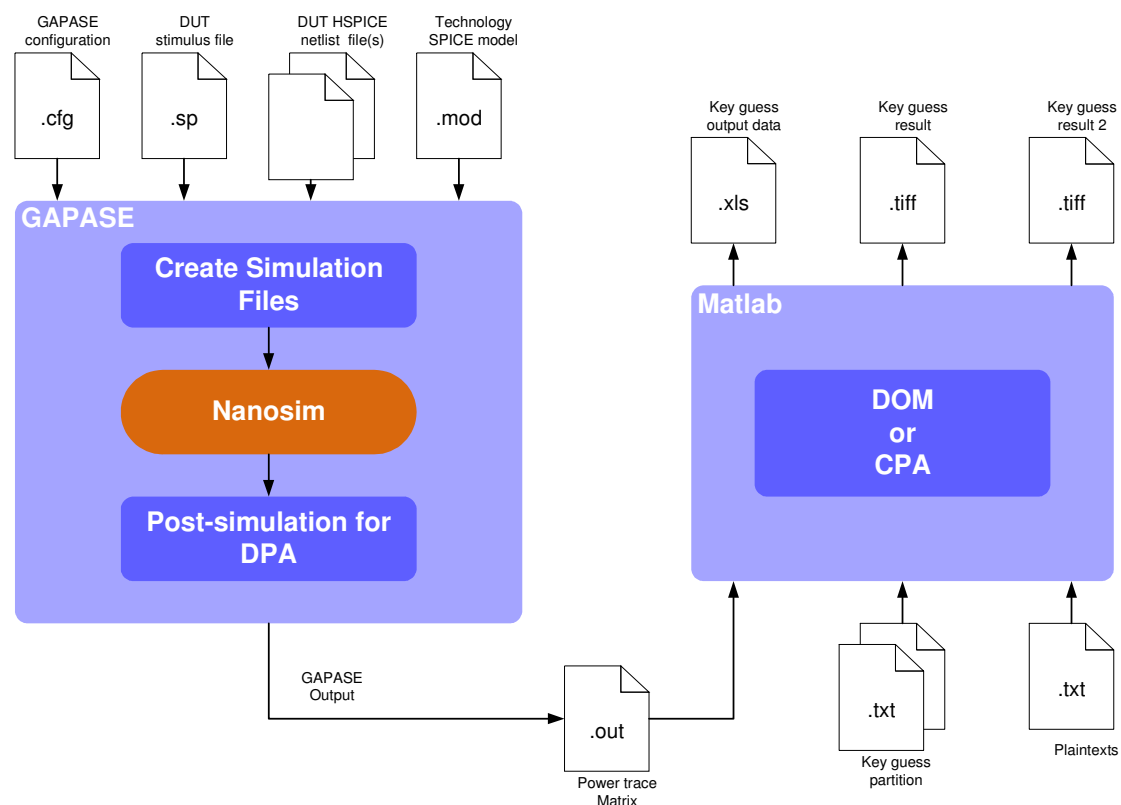 GAPASE
configuration
DUT
stimulus file
DUT HSPICE
netlist file(s)
Technology
SPICE model
.cfg
.sp
.mod
GAPASE
Create Simulation
Files
Nanosim
Post-simulation for
DPA
GAPASE
Output
.out
Power trace
Matrix
Key guess
output data
Key guess
result
Key guess
result 2
.xls
.tiff
.tiff
Matlab
DOM
or
CPA
.txt
Key guess
partition
.txt
Plaintexts